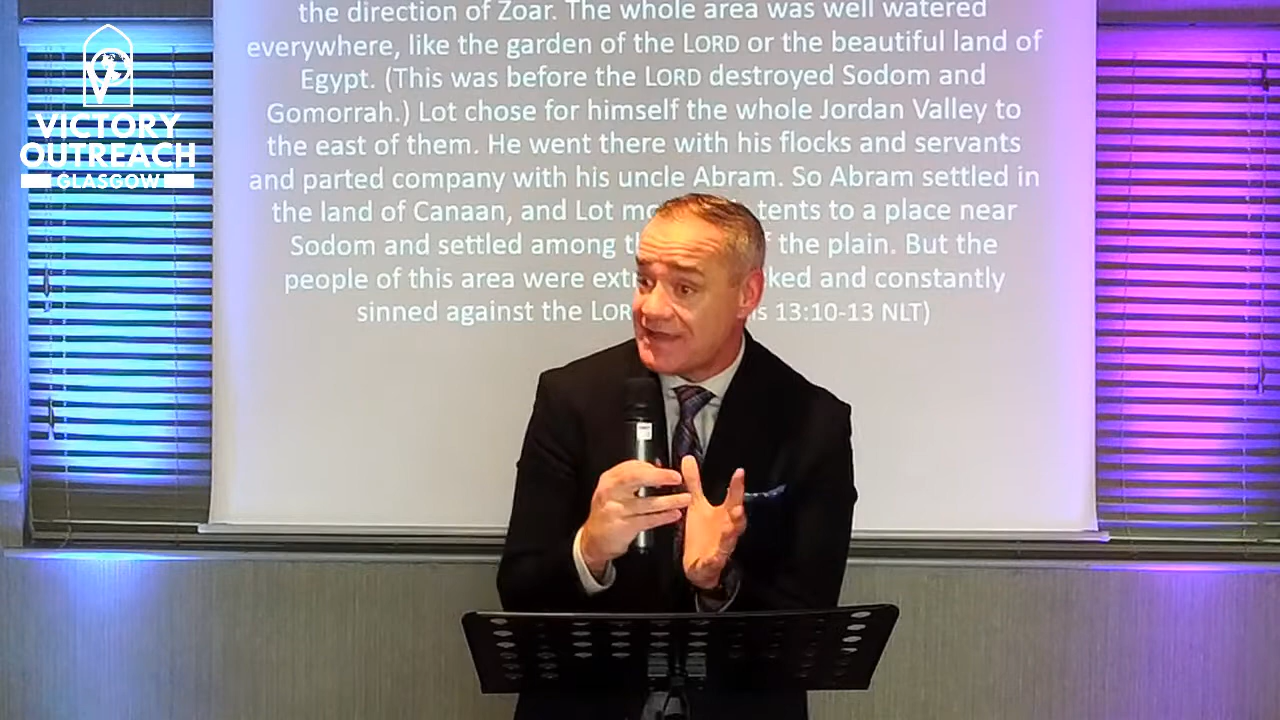 VICTORY
OUTREACH
GLASGOW
the direction of Zoar. The whole area was well watered
everywhere, like the garden of the LORD or the beautiful land of
Egypt. (This was before the LORD destroyed Sodom and
Gomorrah.) Lot chose for himself the whole Jordan Valley to
the east of them. He went there with his flocks and servants
and parted company with his uncle Abram. So Abram settled in
the land of Canaan, and Lot tents to a place near
Sodom and settled among the plain. But the
people of this area were and constantly
sinned against the 13:10-13 NLT)